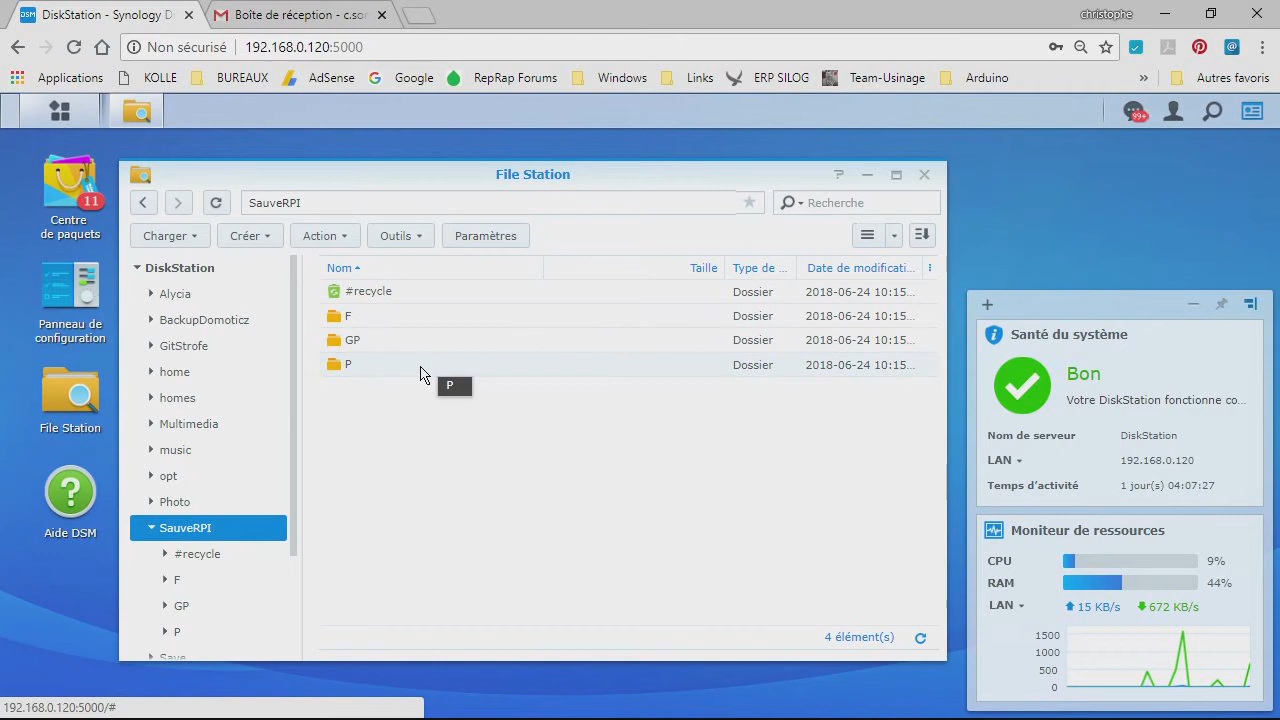 DiskStation - Synology D
Boîte de réception - c.sor
christophe
Non sécurisé
192.168.0.120:5000
Applications
KOLLE
BUREAUX
AdSense
Google
RepRap Forums
Windows
Links
ERP SILOG
Team-Usinage
Arduino
»
Autres favoris
99+
11
Centre
de paquets
Panneau de
configuration
File Station
Aide DSM
File Station
SauveRPI
Recherche
Charger
Créer
Action
Outils
Paramètres
DiskStation
Alycia
BackupDomoticz
GitStrofe
home
homes
Multimedia
music
opt
Photo
SauveRPI
#recycle
F
GP
P
Save
Nom Taille Type de ... Date de modificati...
#recycle Dossier 2018-06-24 10:15...
F Dossier 2018-06-24 10:15...
GP Dossier 2018-06-24 10:15...
P Dossier 2018-06-24 10:15...
P
4 élément(s)
Santé du système
Bon
Votre DiskStation fonctionne co...
Nom de serveur DiskStation
LAN 192.168.0.120
Temps d'activité 1 jour(s) 04:07:27
Moniteur de ressources
CPU 9%
RAM 44%
LAN 15 KB/s 672 KB/s
1500
1000
500
0
192.168.0.120:5000/#